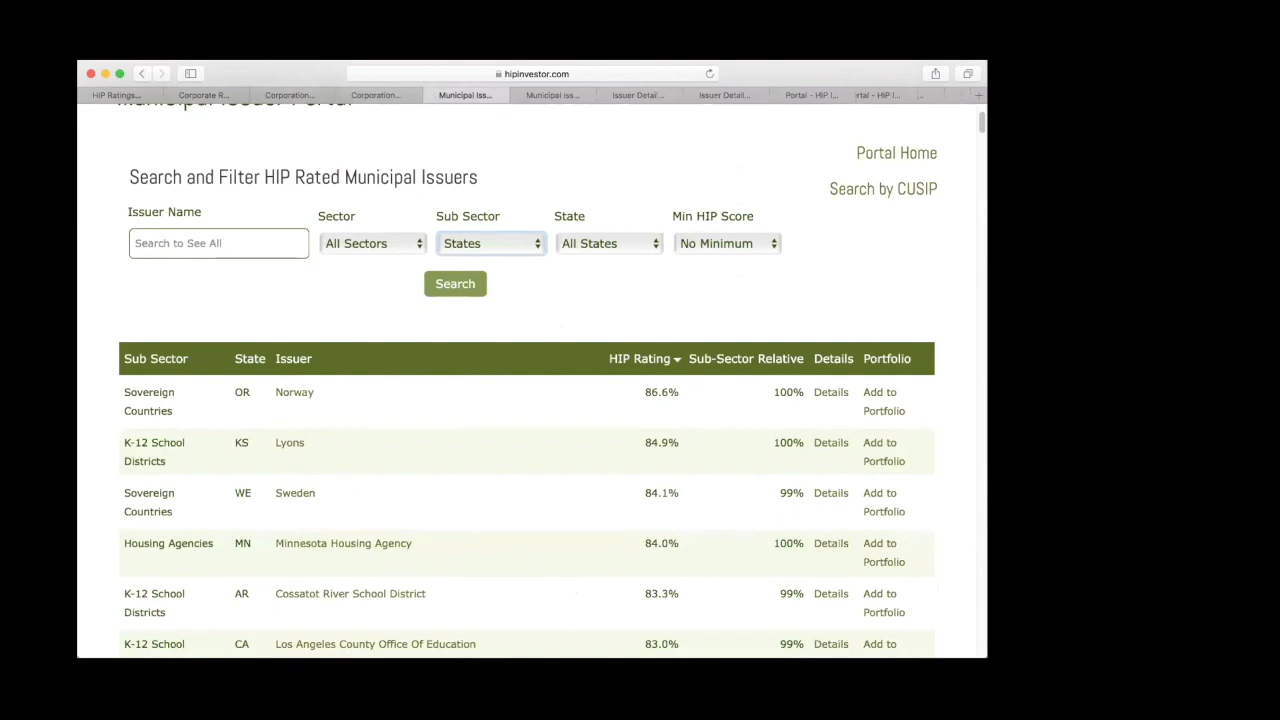 hipinvestor.com
HIP Ratings...
Corporate R...
Corporation...
Corporation...
Municipal Iss...
Municipal Iss...
Issuer Detail...
Issuer Detail...
Portal - HIP I...
rtal - HIP I...
...
Municipal Issuer Portal
Portal Home
Search and Filter HIP Rated Municipal Issuers
Search by CUSIP
Issuer Name Sector Sub Sector State Min HIP Score
Search to See All All Sectors States All States No Minimum
Search
Sub Sector State Issuer HIP Rating Sub-Sector Relative Details Portfolio
Sovereign OR Norway 86.6% 100% Details Add to
Countries Portfolio
K-12 School KS Lyons 84.9% 100% Details Add to
Districts Portfolio
Sovereign WE Sweden 84.1% 99% Details Add to
Countries Portfolio
Housing Agencies MN Minnesota Housing Agency 84.0% 100% Details Add to
Portfolio
K-12 School AR Cossatot River School District 83.3% 99% Details Add to
Districts Portfolio
K-12 School CA Los Angeles County Office Of Education 83.0% 99% Details Add to